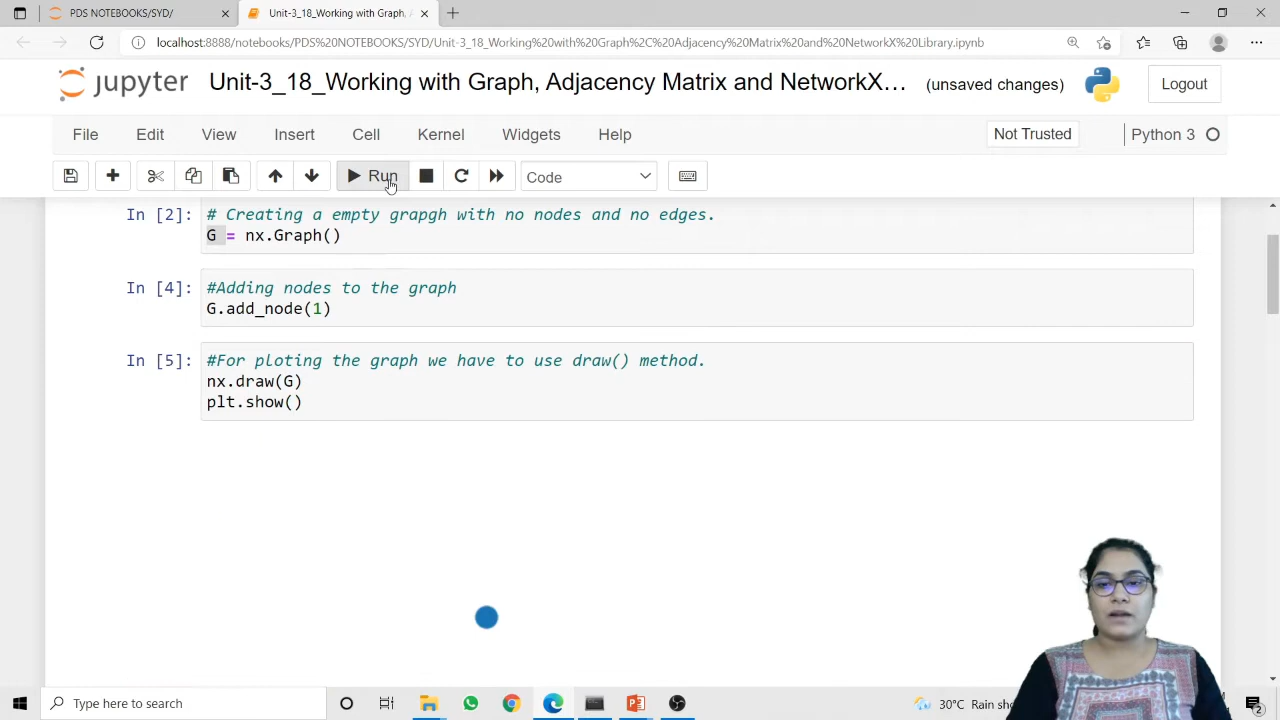 PDS NOTEBOOKS/SYD/
Unit-3_18_Working with Graph,
localhost:8888/notebooks/PDS%20NOTEBOOKS/SYD/Unit-3_18_Working%20with%20Graph%2C%20Adjacency%20Matrix%20and%20NetworkX%20Library.ipynb
jupyter
Unit-3_18_Working with Graph, Adjacency Matrix and NetworkX...
(unsaved changes)
Logout
File Edit View Insert Cell Kernel Widgets Help
Not Trusted
Python 3
Run
Code
In [2]: # Creating a empty grapgh with no nodes and no edges.
G = nx.Graph()
In [4]: #Adding nodes to the graph
G.add_node(1)
In [5]: #For ploting the graph we have to use draw() method.
nx.draw(G)
plt.show()
Type here to search
30°C Rain
2